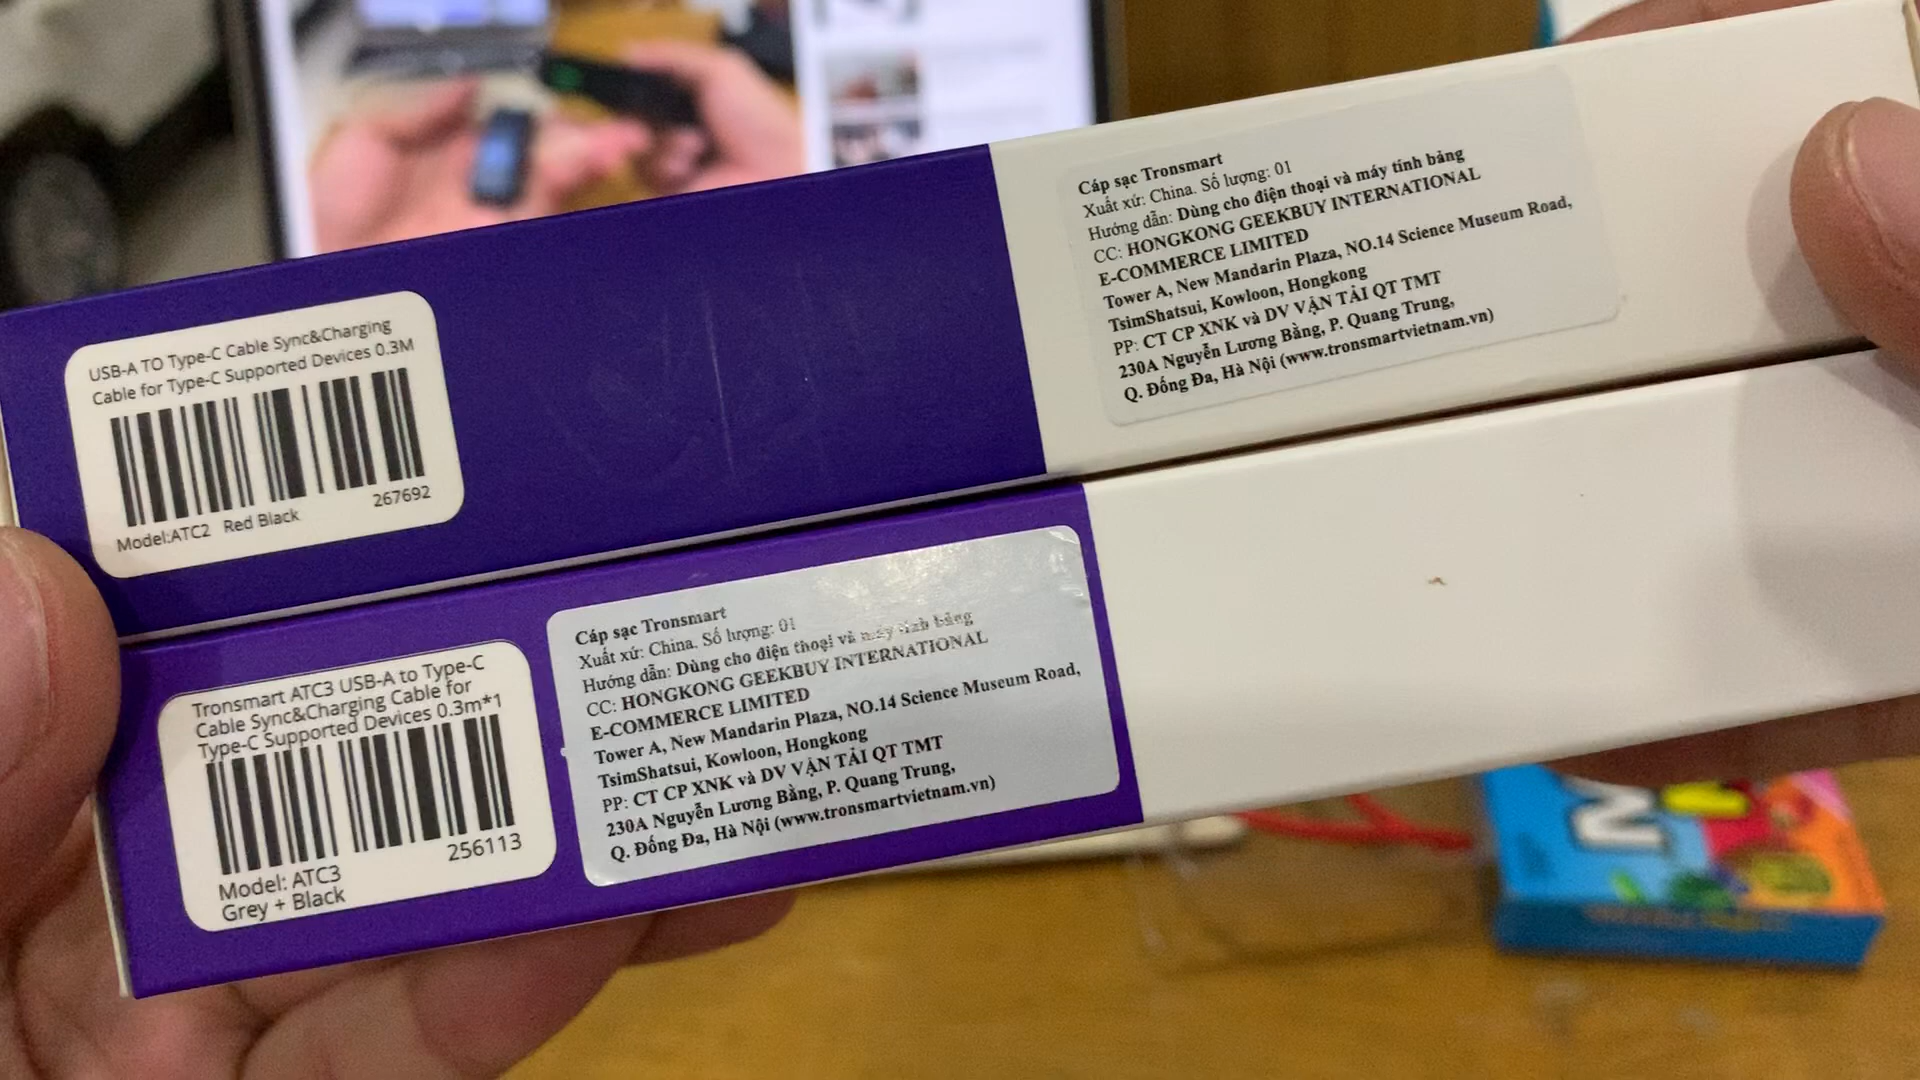 USB-A TO Type-C Cable Sync&Charging
Cable for Type-C Supported Devices 0.3M
267692
Model:ATC2 Red Black
Cáp sạc Tronsmart
Xuất xứ: China. Số lượng: 01
Hướng dẫn: Dùng cho điện thoại và máy tính bảng
CC: HONGKONG GEEKBUY INTERNATIONAL
E-COMMERCE LIMITED
Tower A, New Mandarin Plaza, NO.14 Science Museum Road,
TsimShatsui, Kowloon, Hongkong
PP: CT CP XNK và DV VẬN TẢI QT TMT
230A Nguyễn Lương Bằng, P. Quang Trung,
Q. Đống Đa, Hà Nội (www.tronsmartvietnam.vn)
Tronsmart ATC3 USB-A to Type-C
Cable Sync&Charging Cable for
Type-C Supported Devices 0.3m*1
256113
Model: ATC3
Grey + Black
Cáp sạc Tronsmart
Xuất xứ: China. Số lượng: 01
Hướng dẫn: Dùng cho điện thoại và máy tính bảng
CC: HONGKONG GEEKBUY INTERNATIONAL
E-COMMERCE LIMITED
Tower A, New Mandarin Plaza, NO.14 Science Museum Road,
TsimShatsui, Kowloon, Hongkong
PP: CT CP XNK và DV VẬN TẢI QT TMT
230A Nguyễn Lương Bằng, P. Quang Trung,
Q. Đống Đa, Hà Nội (www.tronsmartvietnam.vn)